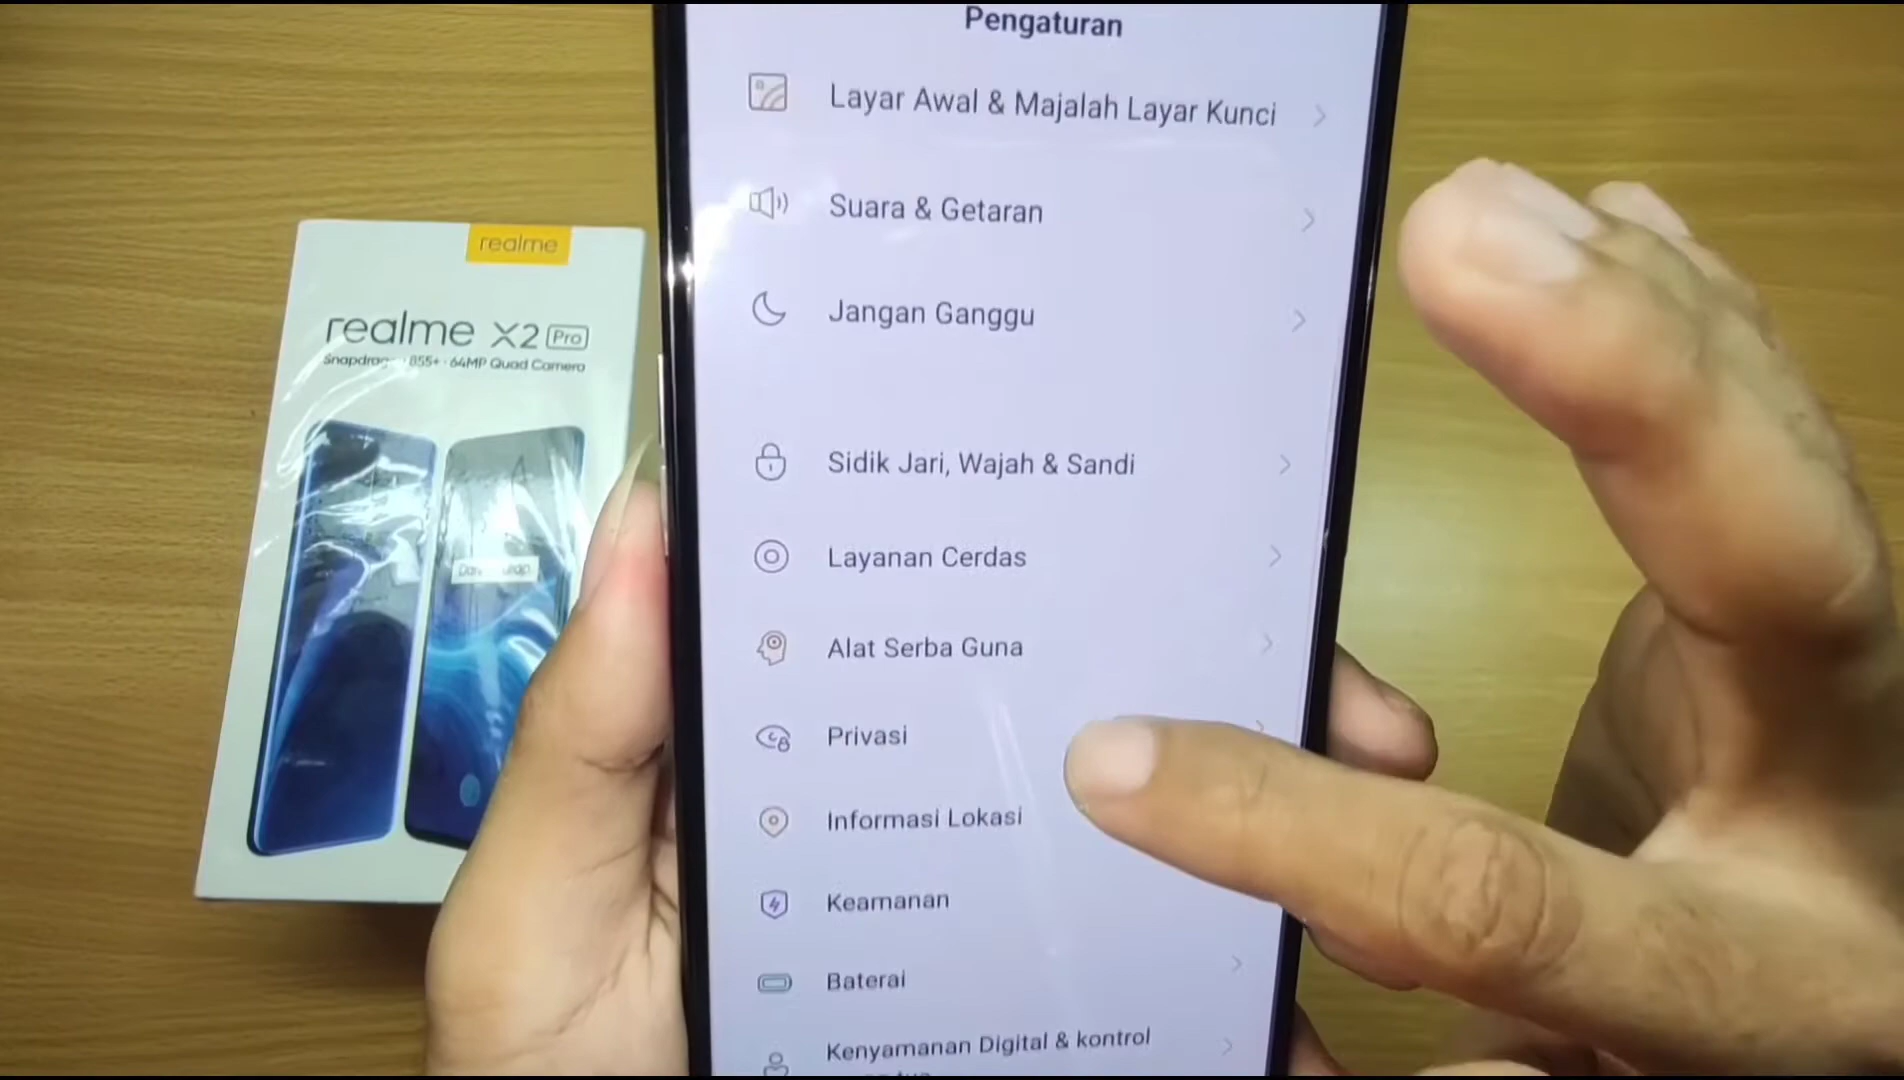 Pengaturan
Layar Awal & Majalah Layar Kunci
Suara & Getaran
Jangan Ganggu
Sidik Jari, Wajah & Sandi
Layanan Cerdas
Alat Serba Guna
Privasi
Informasi Lokasi
Keamanan
Baterai
Kenyamanan Digital & kontrol
realme
realme X2 Pro
855+ · 64MP Quad Camera